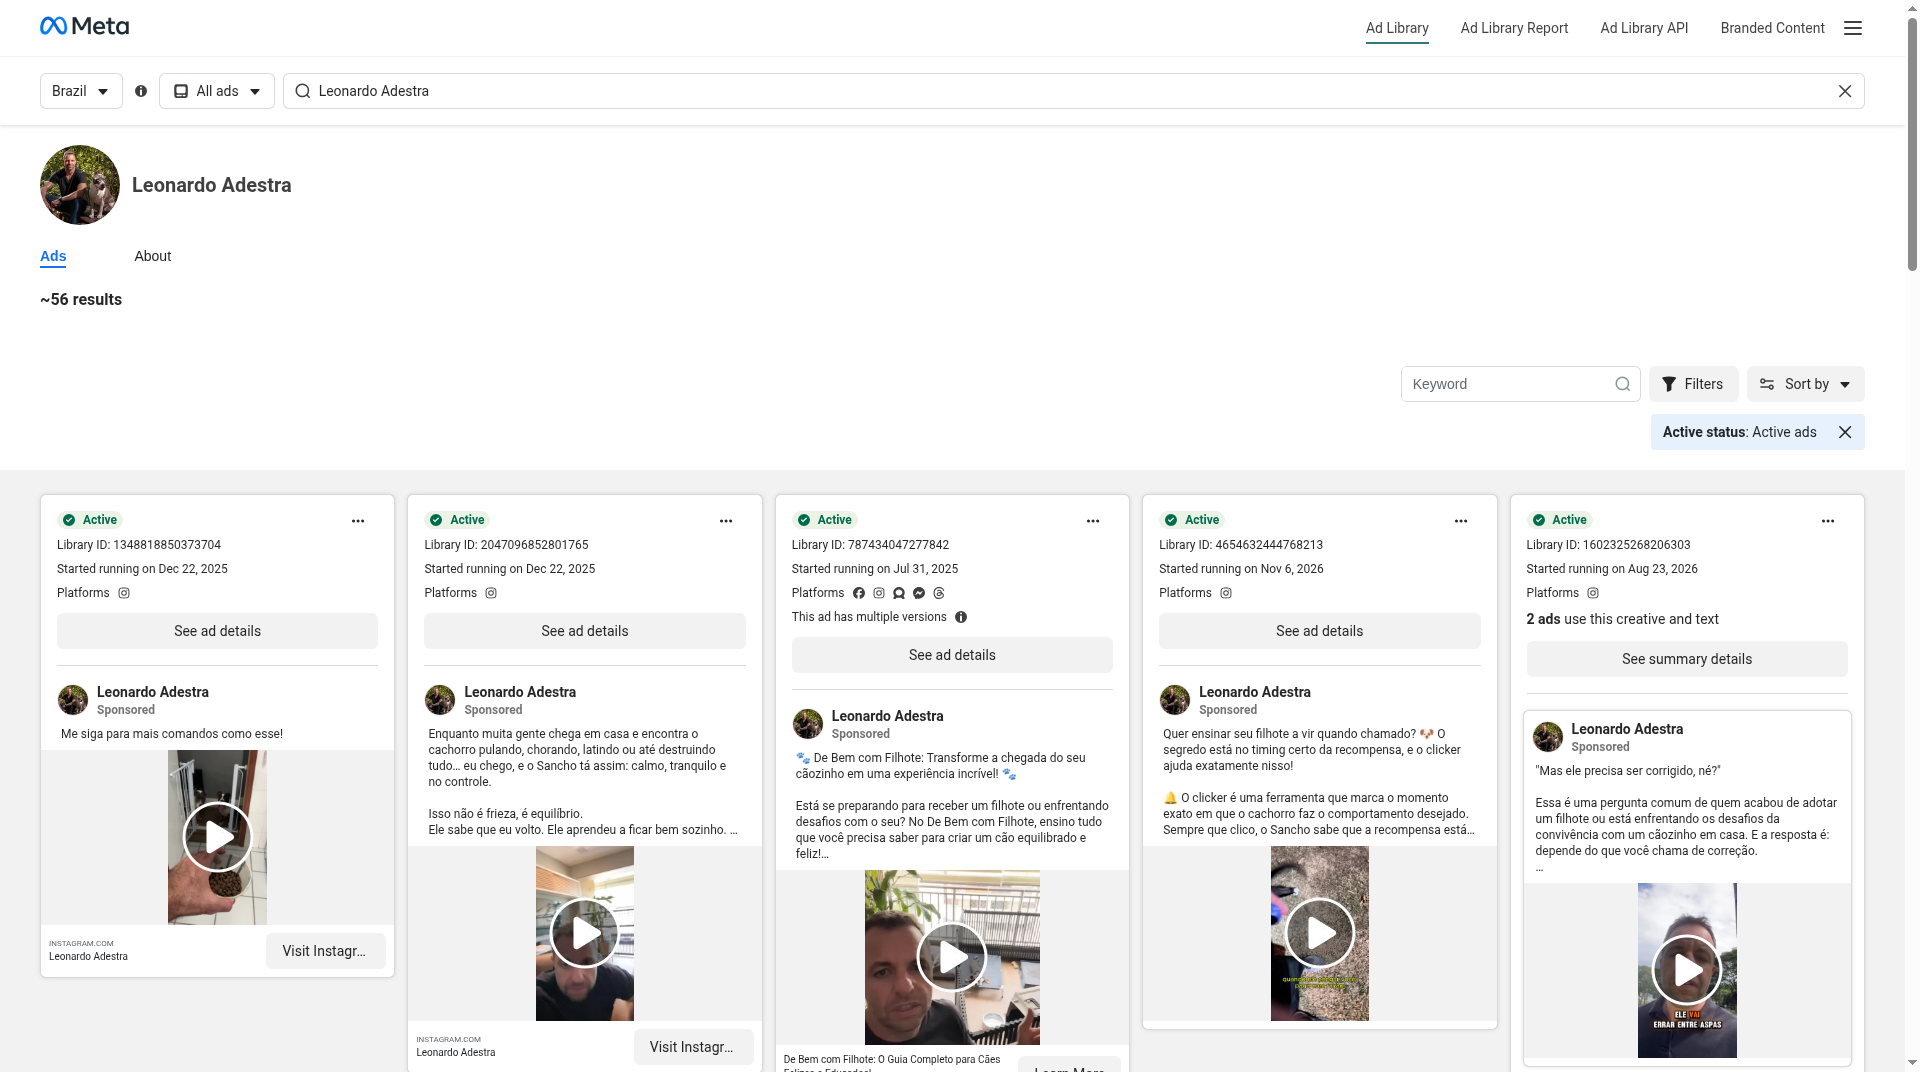 Meta
Ad Library
Ad Library Report
Ad Library API
Branded Content
Brazil
All ads
Leonardo Adestra
Leonardo Adestra
Ads
About
~56 results
Keyword
Filters
Sort by
Active status: Active ads
Active
Library ID: 1348818850373704
Started running on Dec 22, 2025
Platforms
See ad details
Leonardo Adestra
Sponsored
Me siga para mais comandos como esse!
INSTAGRAM.COM
Leonardo Adestra
Visit Instagr...
Active
Library ID: 2047096852801765
Started running on Dec 22, 2025
Platforms
See ad details
Leonardo Adestra
Sponsored
Enquanto muita gente chega em casa e encontra o
cachorro pulando, chorando, latindo ou até destruindo
tudo… eu chego, e o Sancho tá assim: calmo, tranquilo e
no controle.
Isso não é frieza, é equilíbrio.
Ele sabe que eu volto. Ele aprendeu a ficar bem sozinho. …
INSTAGRAM.COM
Leonardo Adestra
Visit Instagr...
Active
Library ID: 787434047277842
Started running on Jul 31, 2025
Platforms
This ad has multiple versions
See ad details
Leonardo Adestra
Sponsored
🐾 De Bem com Filhote: Transforme a chegada do seu
cãozinho em uma experiência incrível! 🐾
Está se preparando para receber um filhote ou enfrentando
desafios com o seu? No De Bem com Filhote, ensino tudo
que você precisa saber para criar um cão equilibrado e
feliz!…
De Bem com Filhote: O Guia Completo para Cães
Felizes e Educados!
Learn More
Active
Library ID: 4654632444768213
Started running on Nov 6, 2026
Platforms
See ad details
Leonardo Adestra
Sponsored
Quer ensinar seu filhote a vir quando chamado? 🐶 O
segredo está no timing certo da recompensa, e o clicker
ajuda exatamente nisso!
🔔 O clicker é uma ferramenta que marca o momento
exato em que o cachorro faz o comportamento desejado.
Sempre que clico, o Sancho sabe que a recompensa está…
Active
Library ID: 1602325268206303
Started running on Aug 23, 2026
Platforms
2 ads use this creative and text
See summary details
Leonardo Adestra
Sponsored
"Mas ele precisa ser corrigido, né?"
Essa é uma pergunta comum de quem acabou de adotar
um filhote ou está enfrentando os desafios da
convivência com um cãozinho em casa. E a resposta é:
depende do que você chama de correção.
…
ELE VAI
ERRAR ENTRE ASPAS